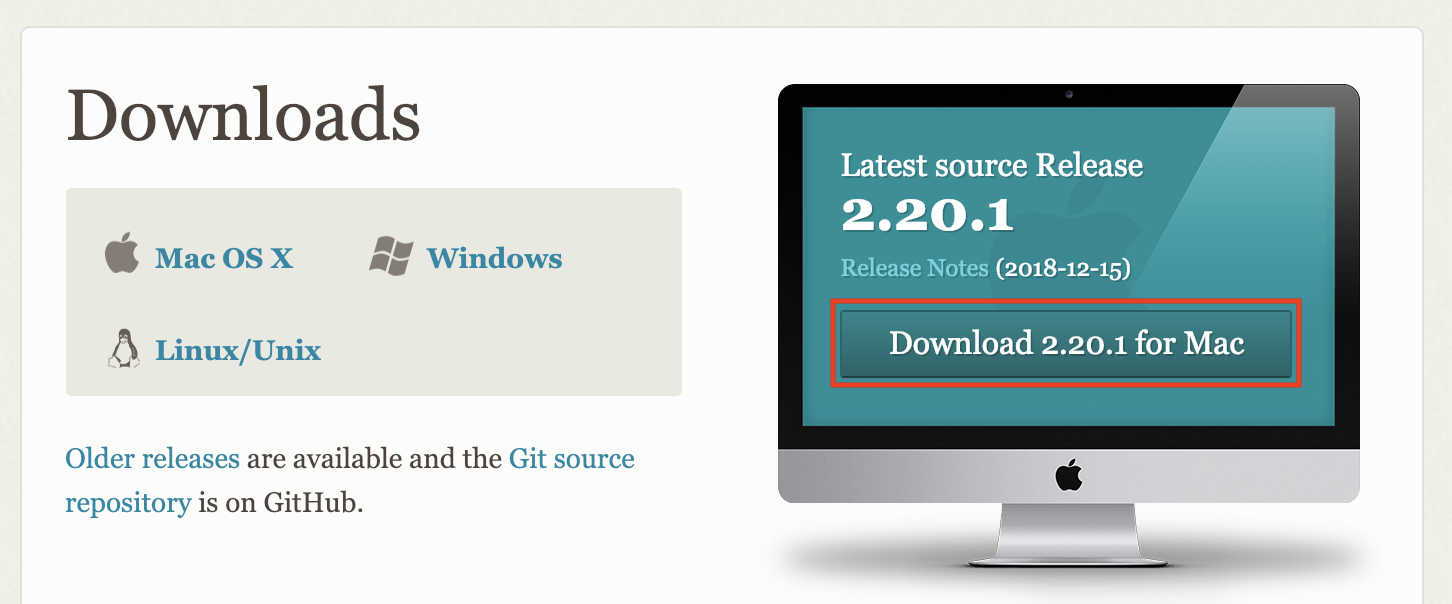 Downloads
Mac OS X
Windows
Linux/Unix
Older releases are available and the Git source
repository is on GitHub.
Latest source Release
2.20.1
Release Notes (2018-12-15)
Download 2.20.1 for Mac